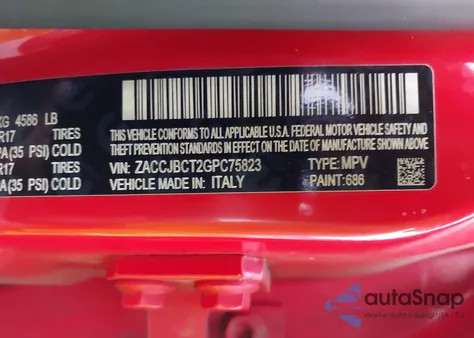 KG 4586 LB
R17 TIRES
PA(35 PSI) COLD
R17 TIRES
PA(35 PSI) COLD
THIS VEHICLE CONFORMS TO ALL APPLICABLE U.S.A. FEDERAL MOTOR VEHICLE
SAFETY, BUMPER, AND THEFT PREVENTION STANDARDS IN
EFFECT ON THE DATE OF MANUFACTURE SHOWN ABOVE.
VIN: ZACCJBCT2GPC75823 TYPE: MPV
VEHICLE MADE IN: ITALY PAINT: 686
autoSnap